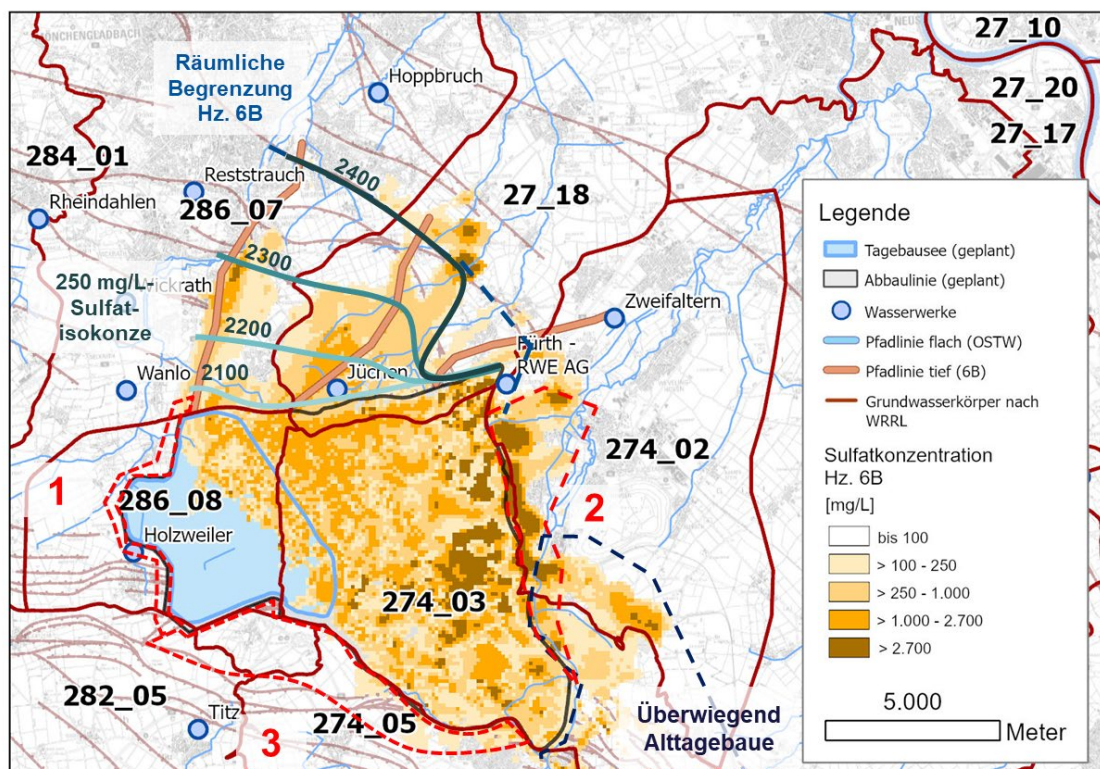 MÖNCHENGLADBACH
NEUSS
27_10
27_20
27_17
Räumliche
Begrenzung
Hz. 6B
Hoppbruch
284_01
Reststrauch
2400
27_18
Rheindahlen
286_07
2300
250 mg/L-
Sulfat-
isokonze
2200
Zweifaltern
Fürth -
RWE AG
Wanlo
2100
Jüchen
274_02
1
286_08
2
Holzweiler
274_03
282_05
Titz
274_05
3
Überwiegend
Alttagebaue
Legende
Tagebausee (geplant)
Abbaulinie (geplant)
Wasserwerke
Pfadlinie flach (OSTW)
Pfadlinie tief (6B)
Grundwasserkörper nach
WRRL
Sulfatkonzentration
Hz. 6B
[mg/L]
bis 100
> 100 - 250
> 250 - 1.000
> 1.000 - 2.700
> 2.700
5.000
Meter